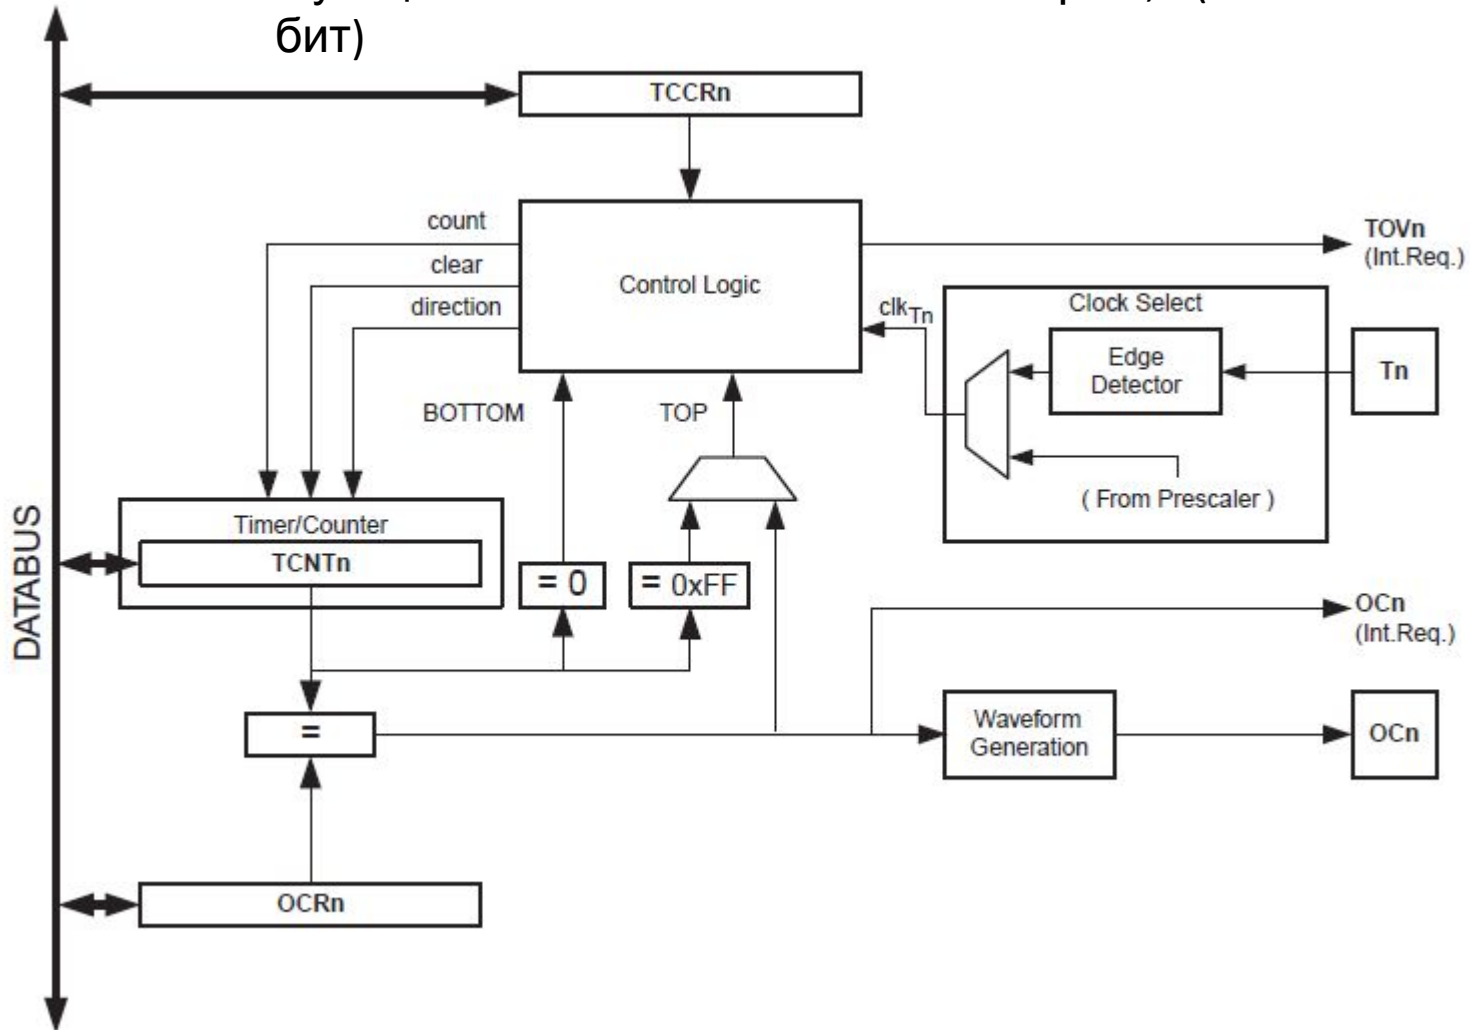 бит)
TCCRn
count
clear
direction
Control Logic
TOVn
(Int.Req.)
clkTn
Clock Select
Edge
Detector
Tn
( From Prescaler )
BOTTOM
TOP
DATABUS
Timer/Counter
TCNTn
= 0
= 0xFF
OCn
(Int.Req.)
=
Waveform
Generation
OCn
OCRn